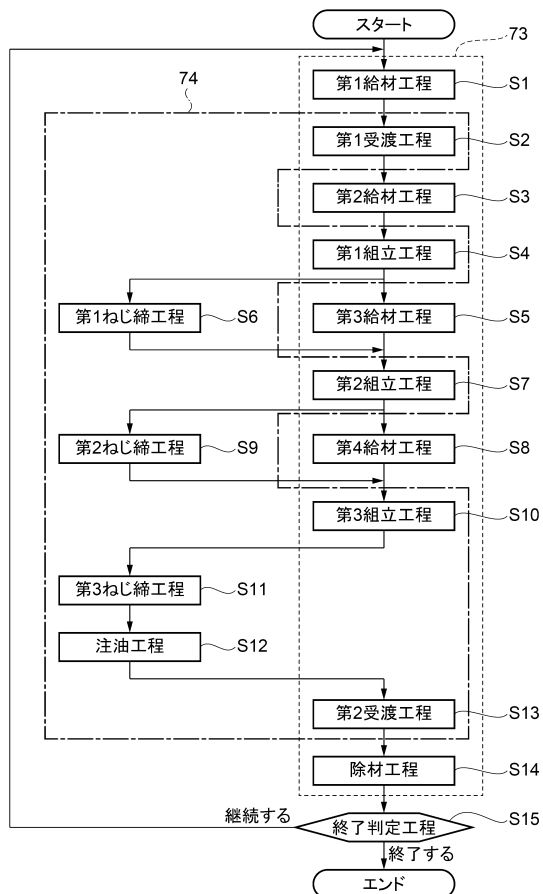 スタート
73
第1給材工程 S1
74
第1受渡工程 S2
第2給材工程 S3
第1組立工程 S4
第1ねじ締工程 S6
第3給材工程 S5
第2組立工程 S7
第2ねじ締工程 S9
第4給材工程 S8
第3組立工程 S10
第3ねじ締工程 S11
注油工程 S12
第2受渡工程 S13
除材工程 S14
継続する
終了判定工程 S15
終了する
エンド